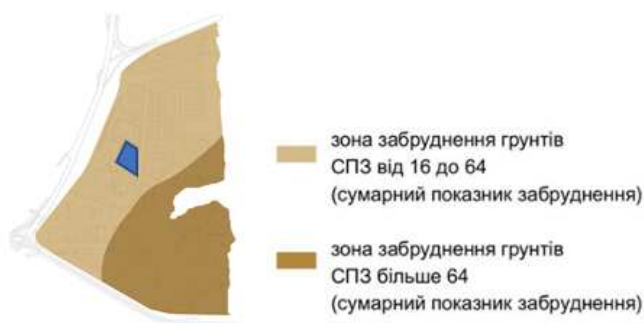 зона забруднення грунтів
СПЗ від 16 до 64
(сумарний показник забруднення)
зона забруднення грунтів
СПЗ більше 64
(сумарний показник забруднення)